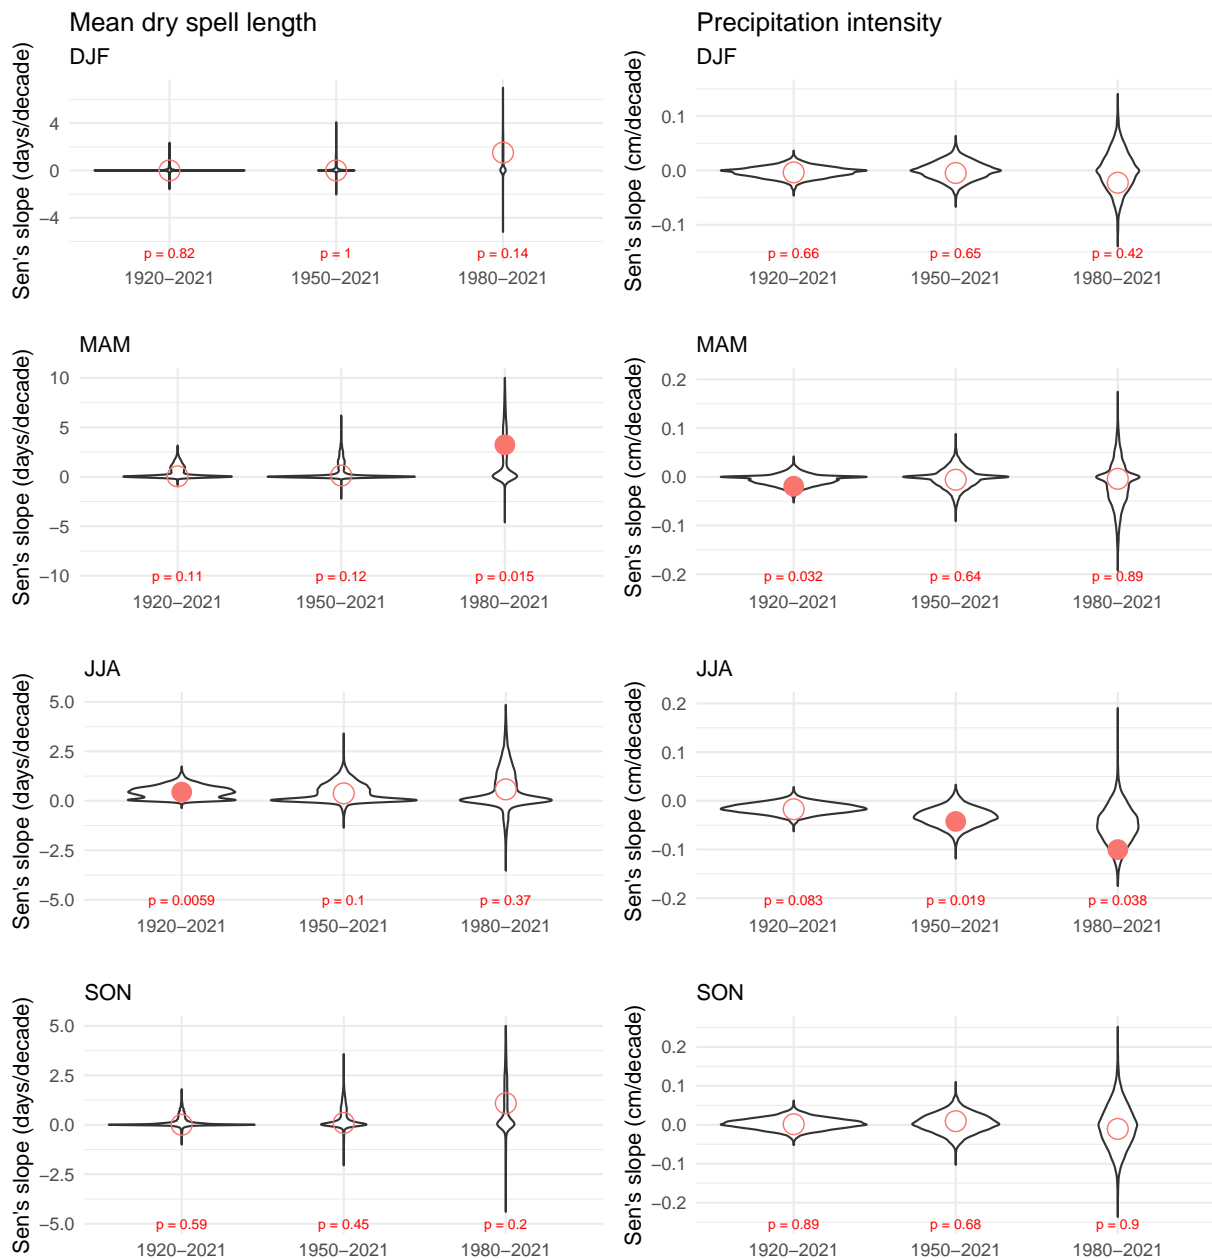 Mean dry spell length
DJF
Sen's slope (days/decade)
4
0
−4
p = 0.82
p = 1
p = 0.14
1920−2021
1950−2021
1980−2021
Precipitation intensity
DJF
Sen's slope (cm/decade)
0.1
0.0
−0.1
p = 0.66
p = 0.65
p = 0.42
1920−2021
1950−2021
1980−2021
MAM
Sen's slope (days/decade)
10
5
0
−5
−10
p = 0.11
p = 0.12
p = 0.015
1920−2021
1950−2021
1980−2021
MAM
Sen's slope (cm/decade)
0.2
0.1
0.0
−0.1
−0.2
p = 0.032
p = 0.64
p = 0.89
1920−2021
1950−2021
1980−2021
JJA
Sen's slope (days/decade)
5.0
2.5
0.0
−2.5
−5.0
p = 0.0059
p = 0.1
p = 0.37
1920−2021
1950−2021
1980−2021
JJA
Sen's slope (cm/decade)
0.2
0.1
0.0
−0.1
−0.2
p = 0.083
p = 0.019
p = 0.038
1920−2021
1950−2021
1980−2021
SON
Sen's slope (days/decade)
5.0
2.5
0.0
−2.5
−5.0
p = 0.59
p = 0.45
p = 0.2
1920−2021
1950−2021
1980−2021
SON
Sen's slope (cm/decade)
0.2
0.1
0.0
−0.1
−0.2
p = 0.89
p = 0.68
p = 0.9
1920−2021
1950−2021
1980−2021